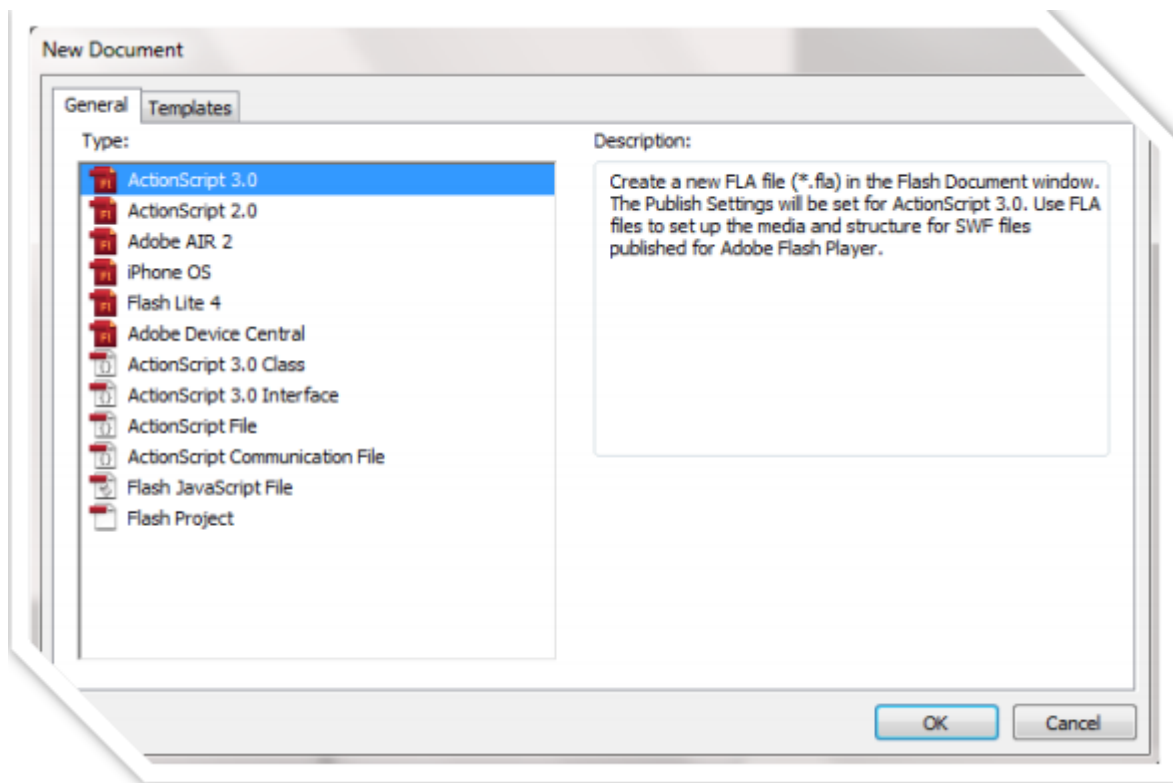 New Document
General
Templates
Type:
ActionScript 3.0
ActionScript 2.0
Adobe AIR 2
iPhone OS
Flash Lite 4
Adobe Device Central
ActionScript 3.0 Class
ActionScript 3.0 Interface
ActionScript File
ActionScript Communication File
Flash JavaScript File
Flash Project
Description:
Create a new FLA file (*.fla) in the Flash Document window.
The Publish Settings will be set for ActionScript 3.0. Use FLA
files to set up the media and structure for SWF files
published for Adobe Flash Player.
OK
Cancel